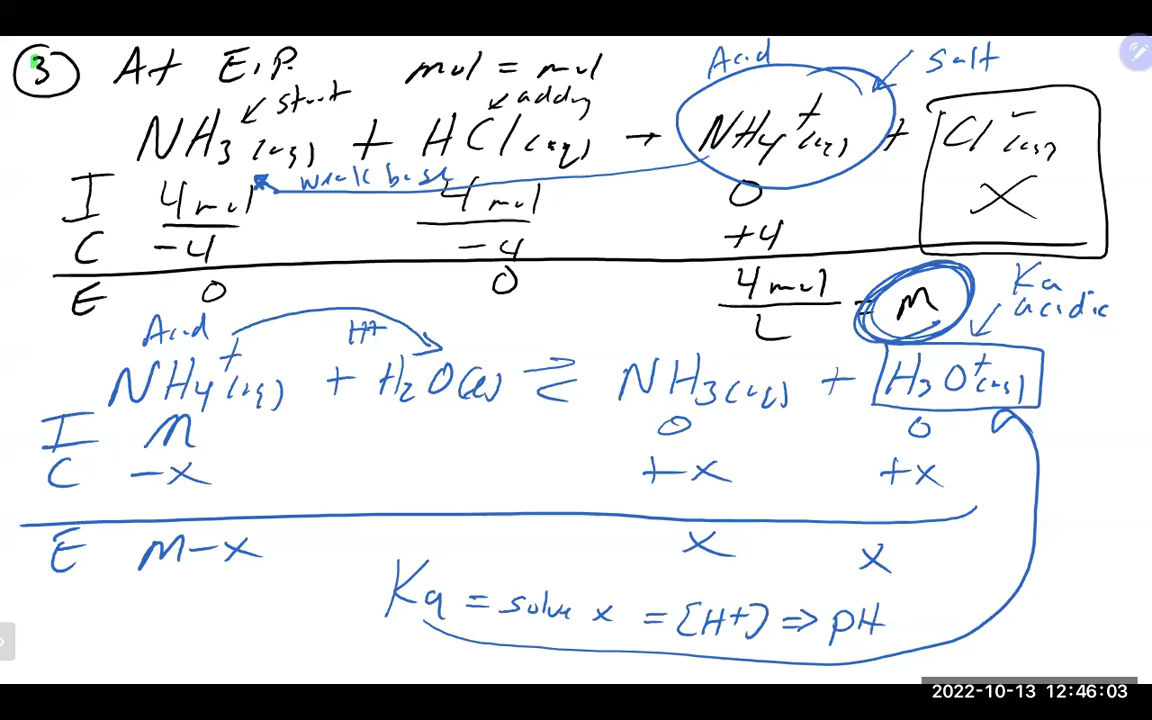 3 At E.P. mol = mol Acid salt
start adding
NH3(aq) + HCl(aq) → NH4+(aq) + Cl-(aq)
weak base
I 4 mol 4 mol 0 X
C -4 -4 +4
E 0 0 4 mol / L = M Ka acidic
Acid H+
NH4+(aq) + H2O(l) ⇌ NH3(aq) + H3O+(aq)
I M 0 0
C -x +x +x
E M-x x x
Ka = solve x = [H+] => pH
2022-10-13 12:46:03